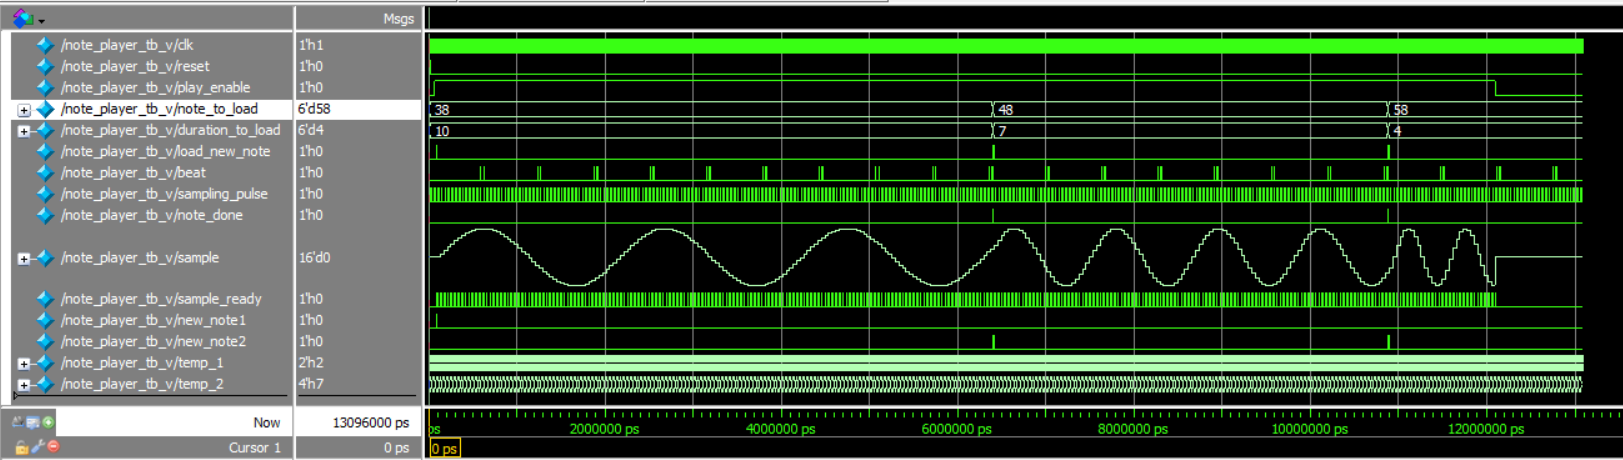 Msgs
/note_player_tb_v/clk 1'h1
/note_player_tb_v/reset 1'h0
/note_player_tb_v/play_enable 1'h0
/note_player_tb_v/note_to_load 6'd58 38 48 58
/note_player_tb_v/duration_to_load 6'd4 10 7 4
/note_player_tb_v/load_new_note 1'h0
/note_player_tb_v/beat 1'h0
/note_player_tb_v/sampling_pulse 1'h0
/note_player_tb_v/note_done 1'h0
/note_player_tb_v/sample 16'd0
/note_player_tb_v/sample_ready 1'h0
/note_player_tb_v/new_note1 1'h0
/note_player_tb_v/new_note2 1'h0
/note_player_tb_v/temp_1 2'h2
/note_player_tb_v/temp_2 4'h7
Now 13096000 ps ps 2000000 ps 4000000 ps 6000000 ps 8000000 ps 10000000 ps 12000000 ps
Cursor 1 0 ps 0 ps